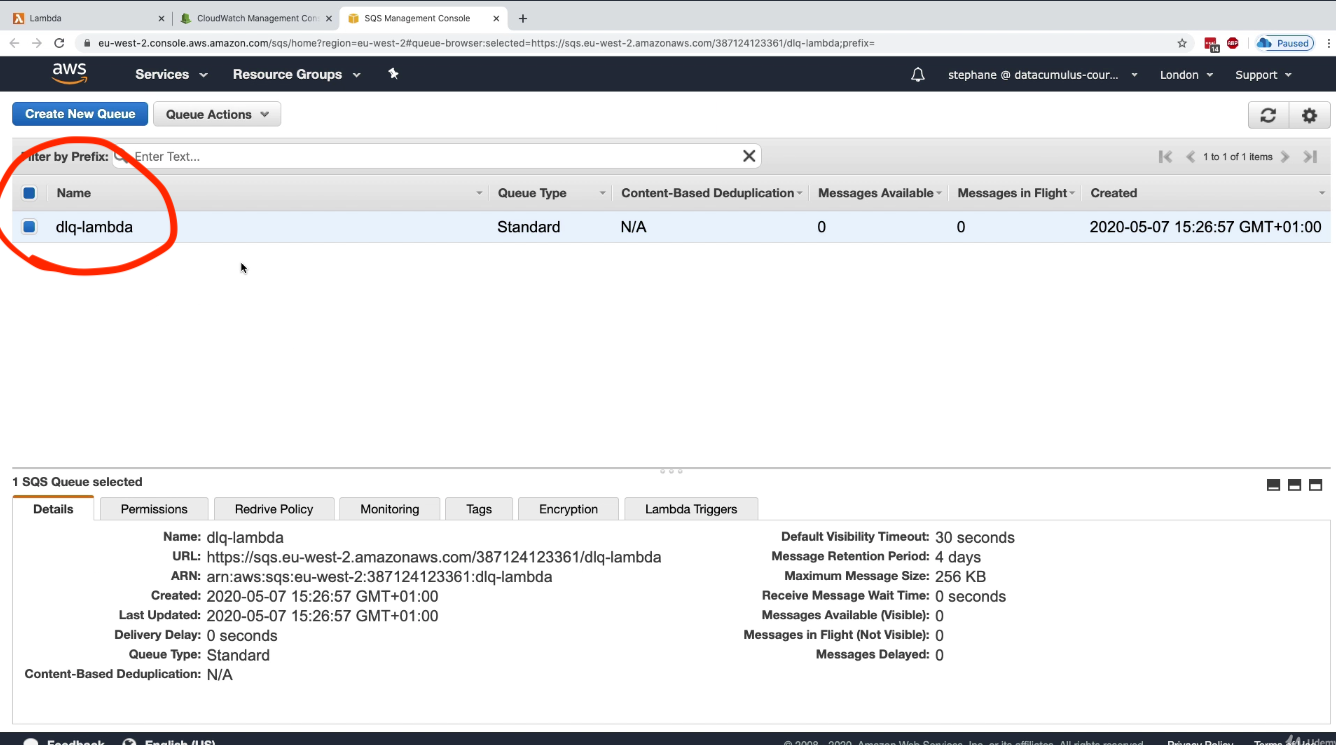 Lambda
CloudWatch Management Con
SQS Management Console
eu-west-2.console.aws.amazon.com/sqs/home?region=eu-west-2#queue-browser:selected=https://sqs.eu-west-2.amazonaws.com/387124123361/dlq-lambda;prefix=
14
ABP
Paused
aws
Services
Resource Groups
stephane @ datacumulus-cour...
London
Support
Create New Queue
Queue Actions
Filter by Prefix:
Enter Text...
1 to 1 of 1 items
Name Queue Type Content-Based Deduplication Messages Available Messages in Flight Created
dlq-lambda Standard N/A 0 0 2020-05-07 15:26:57 GMT+01:00
1 SQS Queue selected
Details Permissions Redrive Policy Monitoring Tags Encryption Lambda Triggers
Name: dlq-lambda
URL: https://sqs.eu-west-2.amazonaws.com/387124123361/dlq-lambda
ARN: arn:aws:sqs:eu-west-2:387124123361:dlq-lambda
Created: 2020-05-07 15:26:57 GMT+01:00
Last Updated: 2020-05-07 15:26:57 GMT+01:00
Delivery Delay: 0 seconds
Queue Type: Standard
Content-Based Deduplication: N/A
Default Visibility Timeout: 30 seconds
Message Retention Period: 4 days
Maximum Message Size: 256 KB
Receive Message Wait Time: 0 seconds
Messages Available (Visible): 0
Messages in Flight (Not Visible): 0
Messages Delayed: 0
Feedback English (US) © 2008 - 2020, Amazon Web Services, Inc. or its affiliates. All rights reserved. Privacy Policy Terms of Use
Udemy